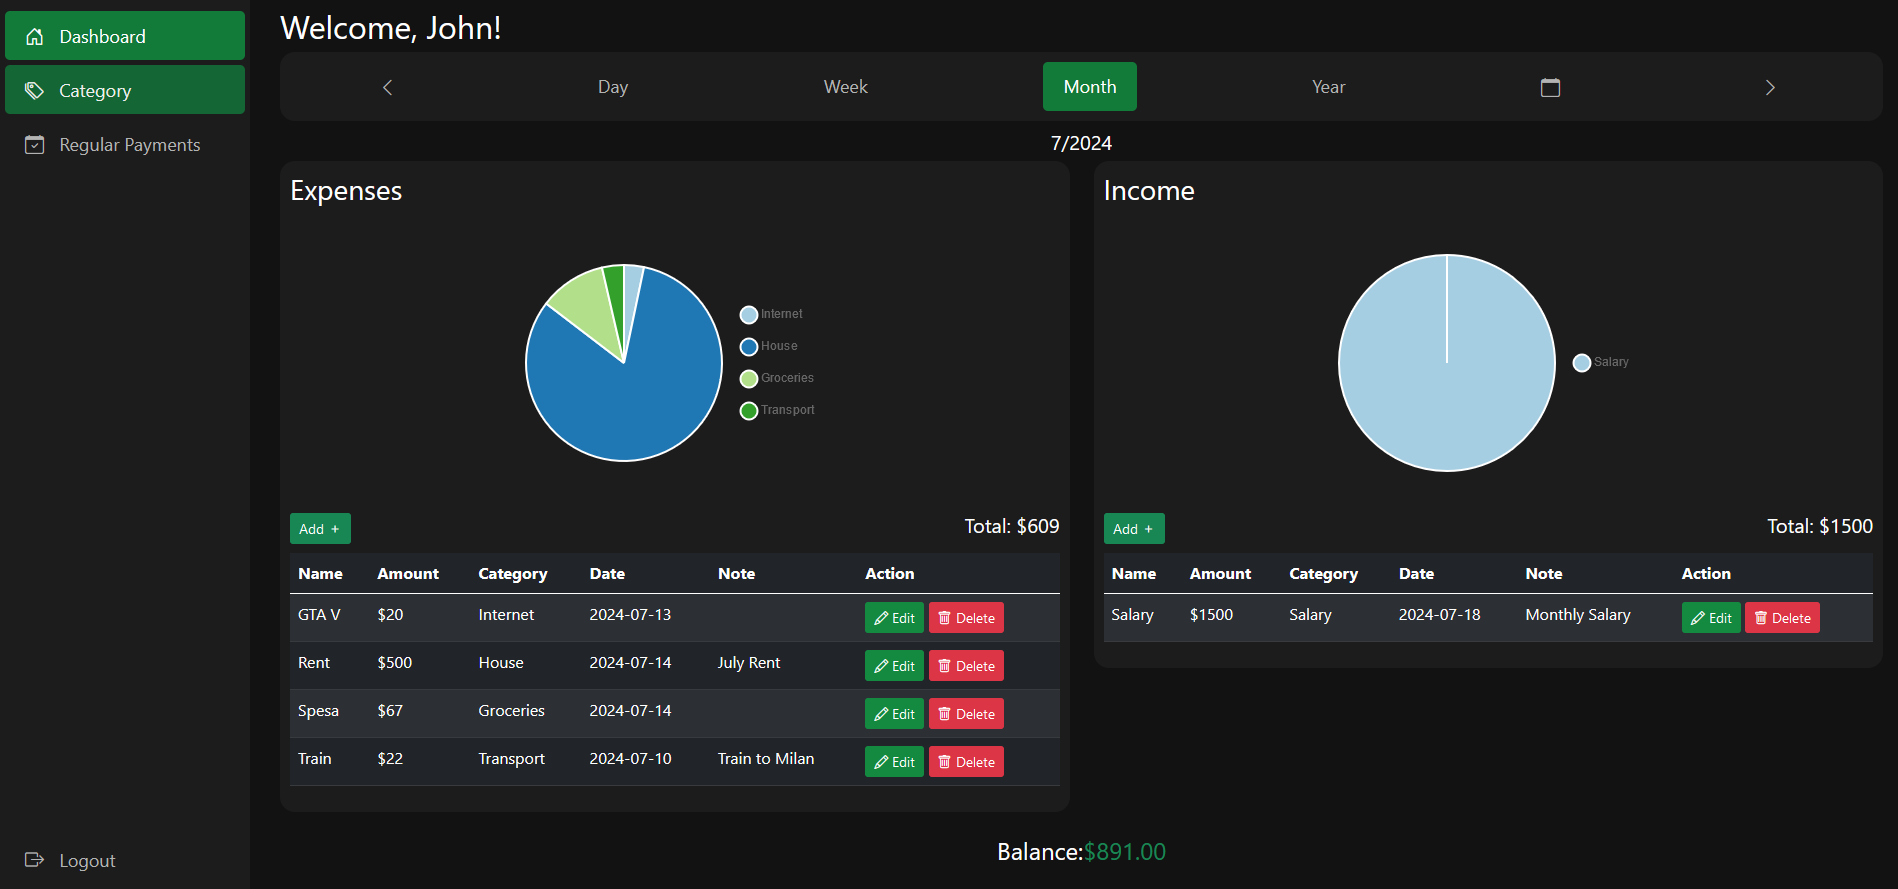 Dashboard
Category
Regular Payments
Logout
Welcome, John!
Day Week Month Year
7/2024
Expenses
Internet
House
Groceries
Transport
Add + Total: $609
Name Amount Category Date Note Action
GTA V $20 Internet 2024-07-13 Edit Delete
Rent $500 House 2024-07-14 July Rent Edit Delete
Spesa $67 Groceries 2024-07-14 Edit Delete
Train $22 Transport 2024-07-10 Train to Milan Edit Delete
Income
Salary
Add + Total: $1500
Name Amount Category Date Note Action
Salary $1500 Salary 2024-07-18 Monthly Salary Edit Delete
Balance:$891.00